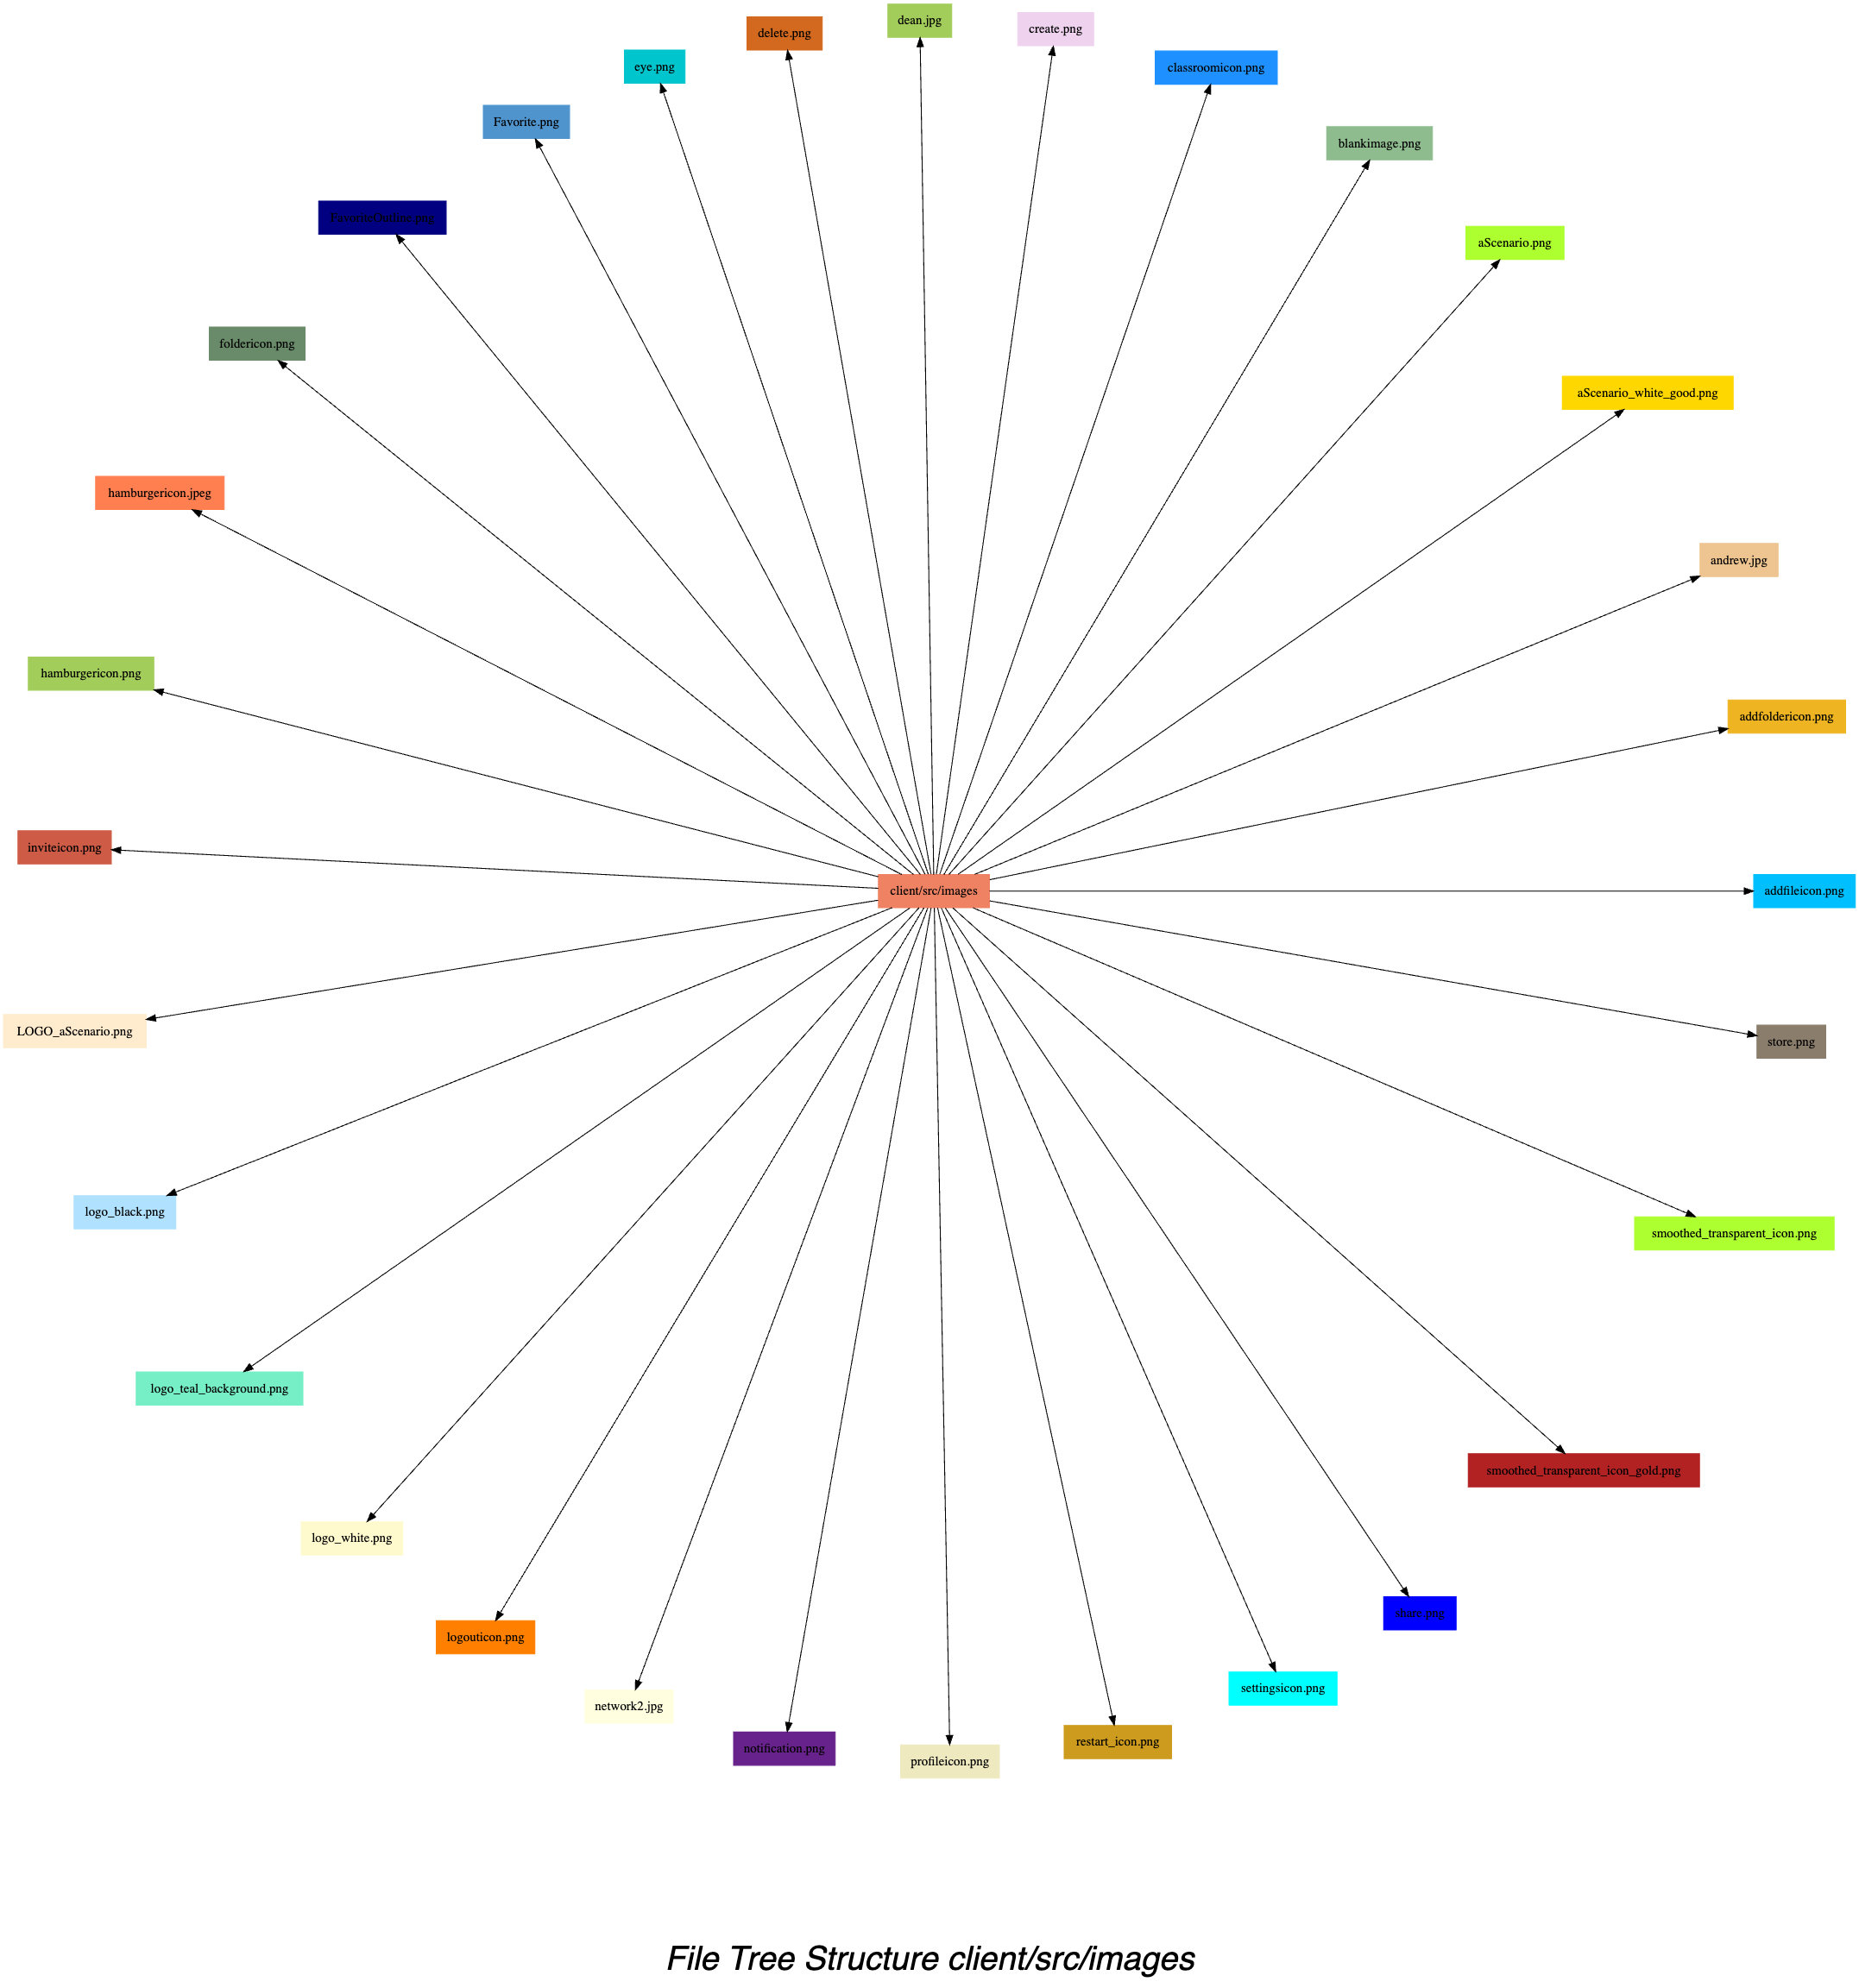 dean.jpg
create.png
delete.png
eye.png
classroomicon.png
Favorite.png
blankimage.png
FavoriteOutline.png
aScenario.png
foldericon.png
aScenario_white_good.png
hamburgericon.jpeg
andrew.jpg
hamburgericon.png
addfoldericon.png
inviteicon.png
client/src/images
addfileicon.png
LOGO_aScenario.png
store.png
logo_black.png
smoothed_transparent_icon.png
logo_teal_background.png
smoothed_transparent_icon_gold.png
logo_white.png
share.png
logouticon.png
settingsicon.png
network2.jpg
restart_icon.png
notification.png
profileicon.png
File Tree Structure client/src/images